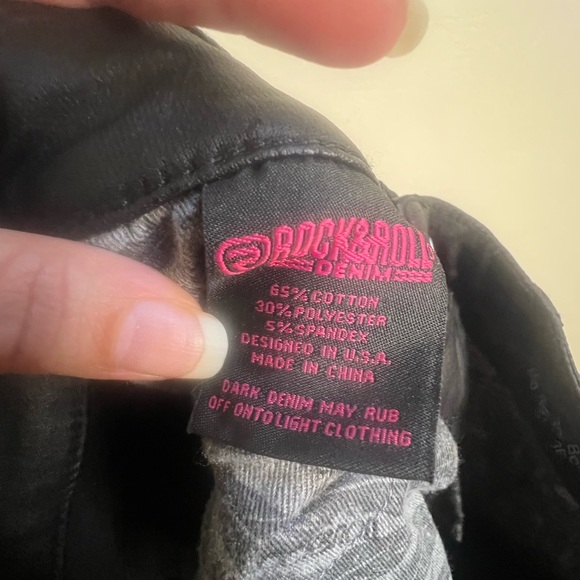 ROCK&ROLL
DENIM
65% COTTON
30% POLYESTER
5% SPANDEX
DESIGNED IN U.S.A.
MADE IN CHINA
DARK DENIM MAY RUB
OFF ONTO LIGHT CLOTHING